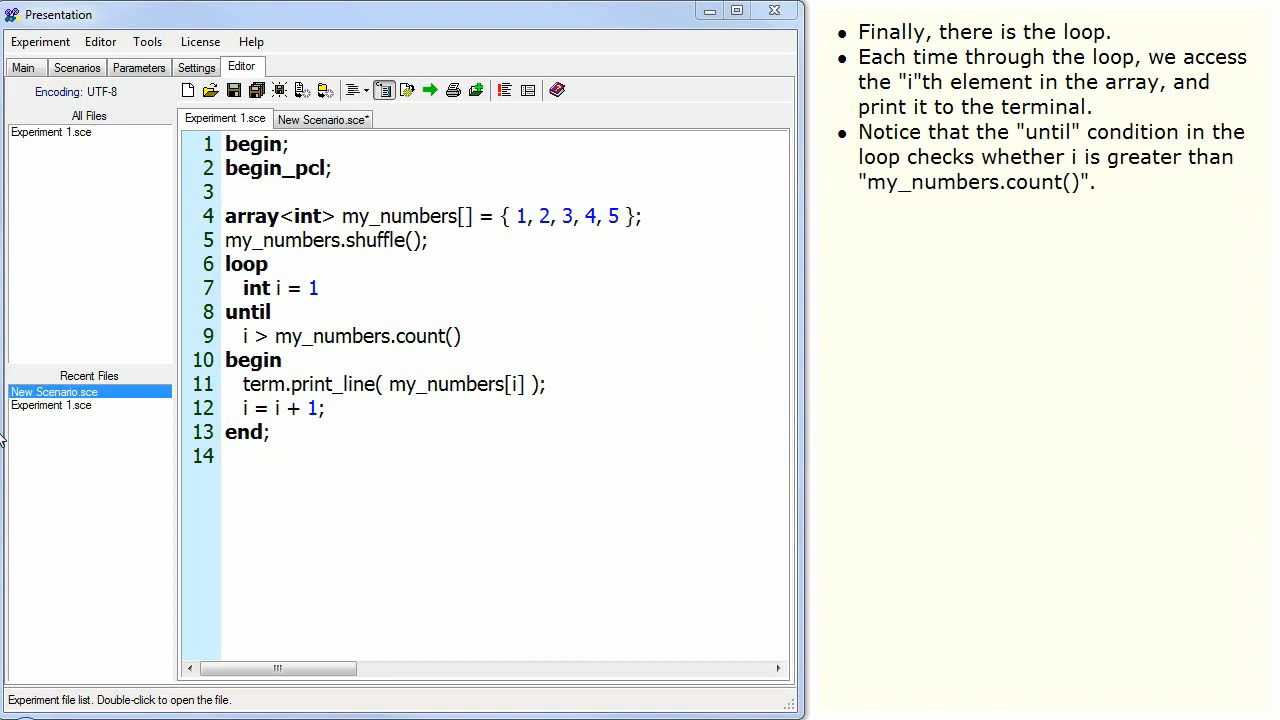 Presentation
Experiment Editor Tools License Help
Main Scenarios Parameters Settings Editor
Encoding: UTF-8
All Files
Experiment 1.sce
Recent Files
New Scenario.sce
Experiment 1.sce
Experiment 1.sce New Scenario.sce*
1 begin;
2 begin_pcl;
3
4 array<int> my_numbers[] = { 1, 2, 3, 4, 5 };
5 my_numbers.shuffle();
6 loop
7 int i = 1
8 until
9 i > my_numbers.count()
10 begin
11 term.print_line( my_numbers[i] );
12 i = i + 1;
13 end;
14
Experiment file list. Double-click to open the file.
• Finally, there is the loop.
• Each time through the loop, we access
the "i"th element in the array, and
print it to the terminal.
• Notice that the "until" condition in the
loop checks whether i is greater than
"my_numbers.count()".